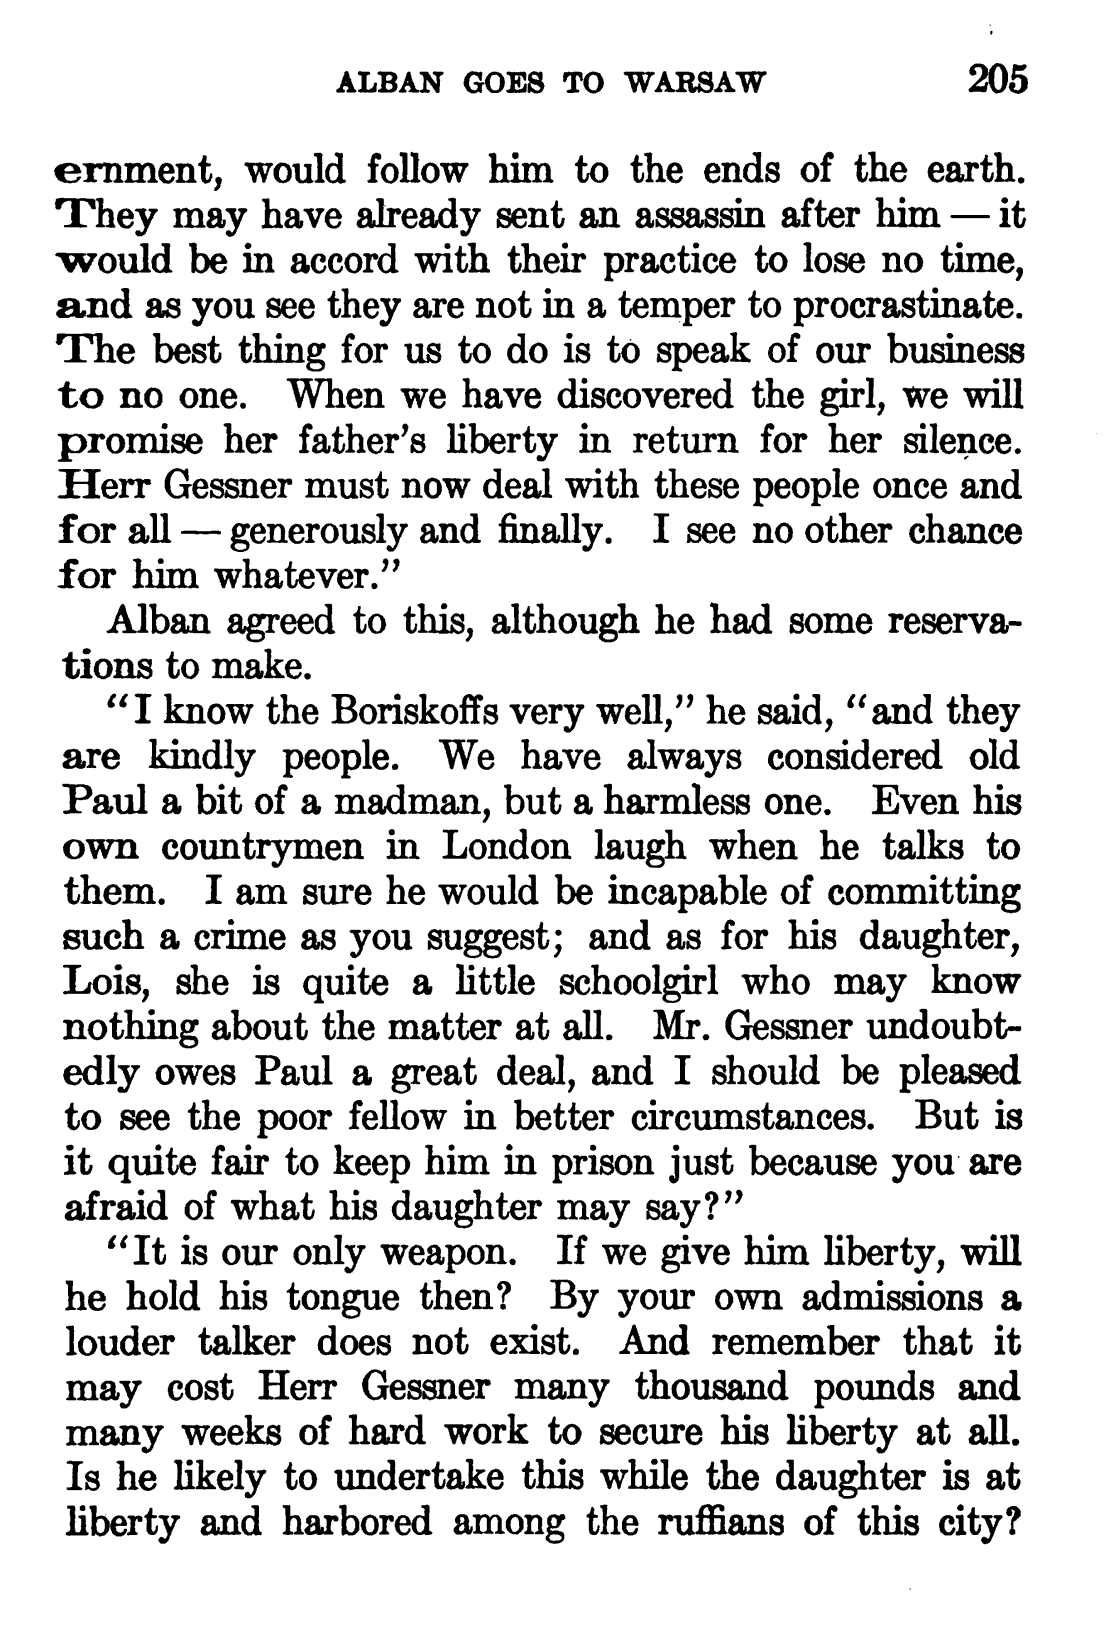 ALBAN GOES TO WARSAW 205
ernment, would follow him to the ends of the earth.
They may have already sent an assassin after him — it
would be in accord with their practice to lose no time,
and as you see they are not in a temper to procrastinate.
The best thing for us to do is to speak of our business
to no one. When we have discovered the girl, we will
promise her father's liberty in return for her silence.
Herr Gessner must now deal with these people once and
for all — generously and finally. I see no other chance
for him whatever."
Alban agreed to this, although he had some reserva-
tions to make.
"I know the Boriskoffs very well," he said, "and they
are kindly people. We have always considered old
Paul a bit of a madman, but a harmless one. Even his
own countrymen in London laugh when he talks to
them. I am sure he would be incapable of committing
such a crime as you suggest; and as for his daughter,
Lois, she is quite a little schoolgirl who may know
nothing about the matter at all. Mr. Gessner undoubt-
edly owes Paul a great deal, and I should be pleased
to see the poor fellow in better circumstances. But is
it quite fair to keep him in prison just because you are
afraid of what his daughter may say?"
"It is our only weapon. If we give him liberty, will
he hold his tongue then? By your own admissions a
louder talker does not exist. And remember that it
may cost Herr Gessner many thousand pounds and
many weeks of hard work to secure his liberty at all.
Is he likely to undertake this while the daughter is at
liberty and harbored among the ruffians of this city?